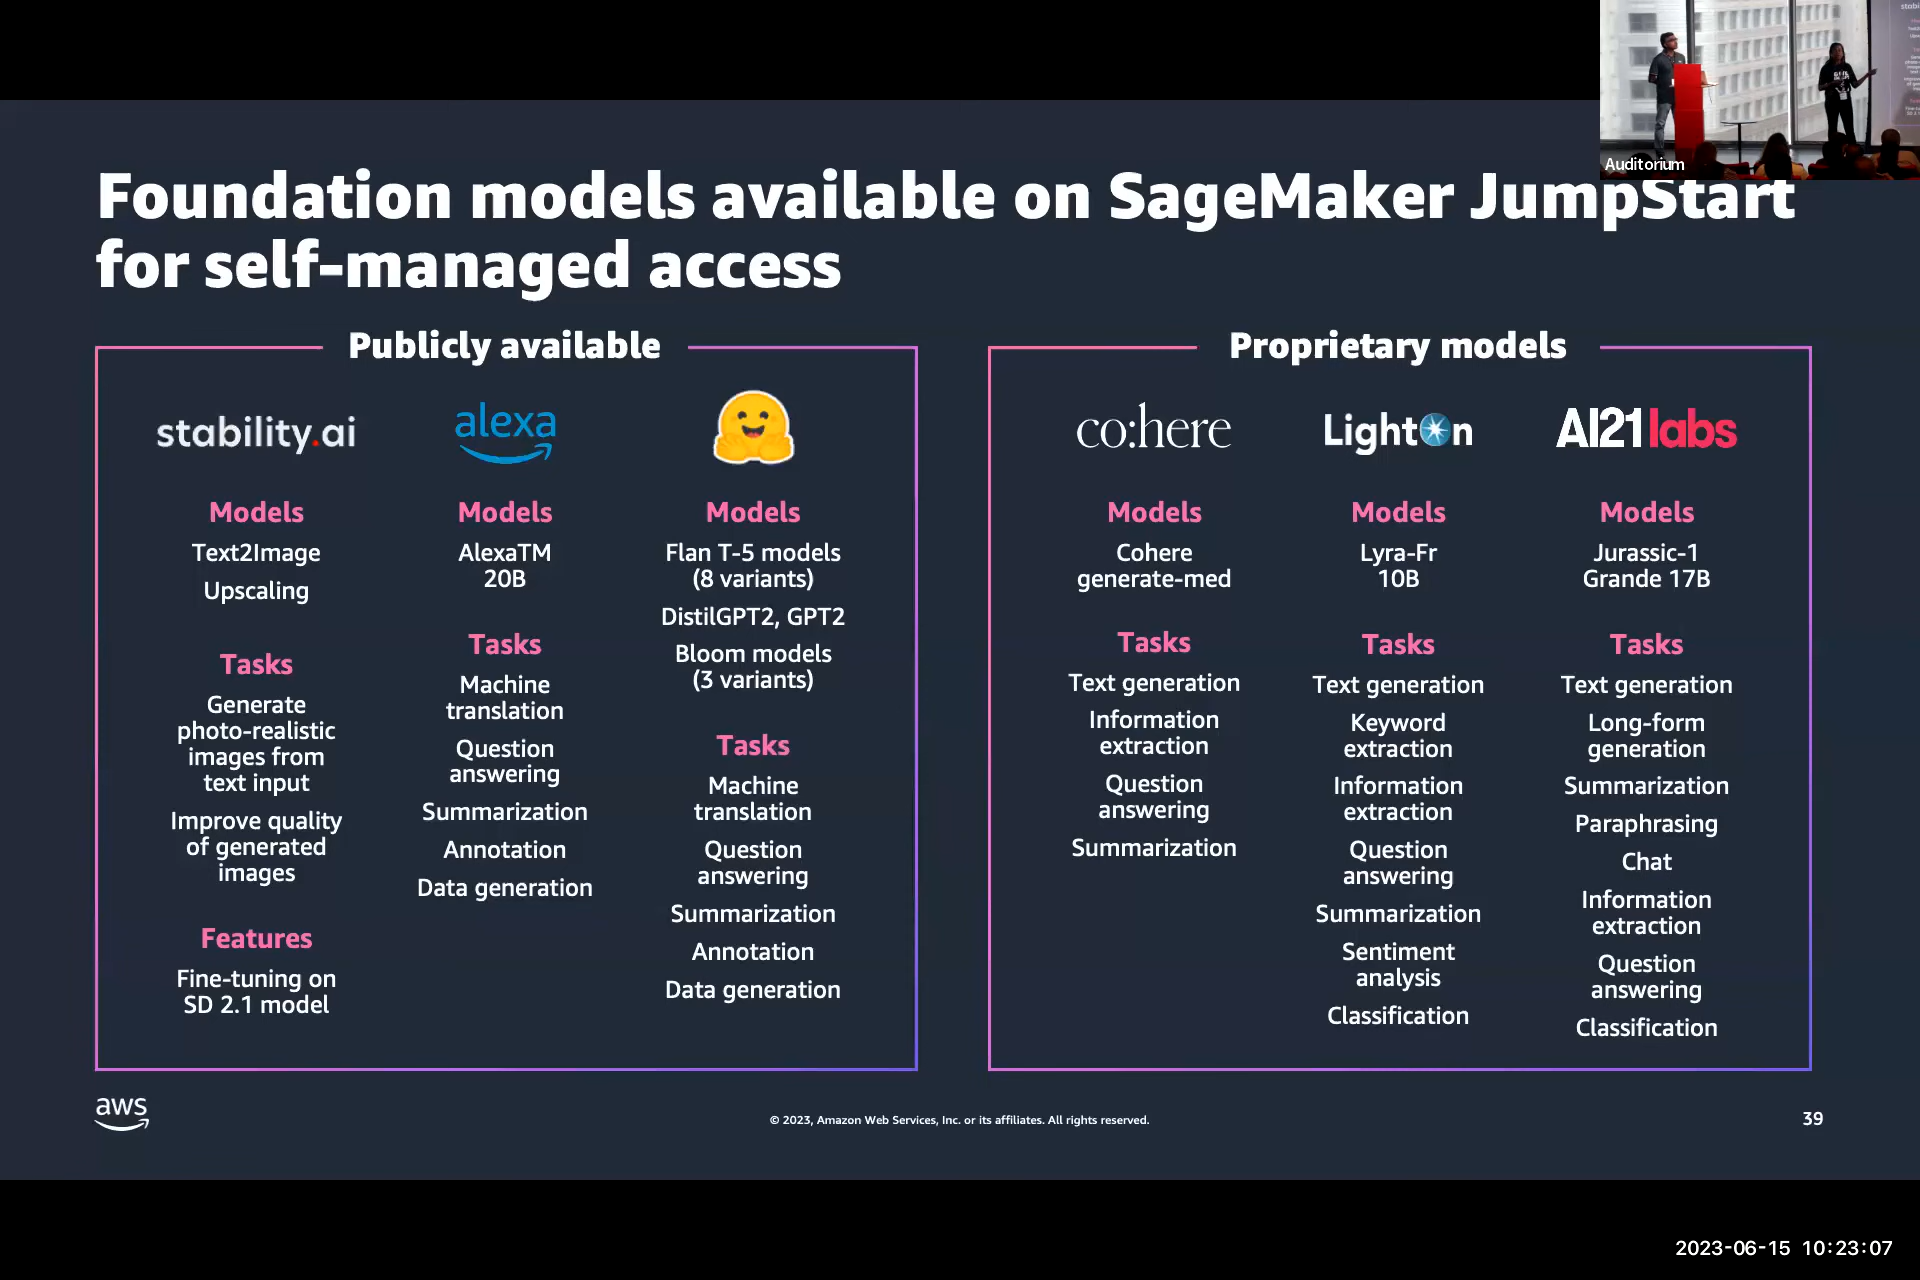 Auditorium
Foundation models available on SageMaker JumpStart
for self-managed access
Publicly available
stability.ai
Models
Text2Image
Upscaling
Tasks
Generate
photo-realistic
images from
text input
Improve quality
of generated
images
Features
Fine-tuning on
SD 2.1 model
alexa
Models
AlexaTM
20B
Tasks
Machine
translation
Question
answering
Summarization
Annotation
Data generation
Models
Flan T-5 models
(8 variants)
DistilGPT2, GPT2
Bloom models
(3 variants)
Tasks
Machine
translation
Question
answering
Summarization
Annotation
Data generation
Proprietary models
co:here
Models
Cohere
generate-med
Tasks
Text generation
Information
extraction
Question
answering
Summarization
LightOn
Models
Lyra-Fr
10B
Tasks
Text generation
Keyword
extraction
Information
extraction
Question
answering
Summarization
Sentiment
analysis
Classification
AI21labs
Models
Jurassic-1
Grande 17B
Tasks
Text generation
Long-form
generation
Summarization
Paraphrasing
Chat
Information
extraction
Question
answering
Classification
aws
© 2023, Amazon Web Services, Inc. or its affiliates. All rights reserved.
39
2023-06-15 10:23:07